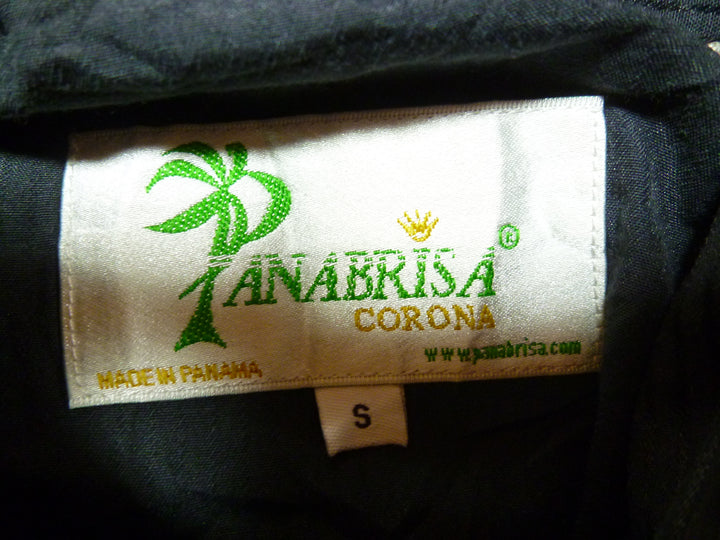 PANABRISA®
CORONA
www.panabrisa.com
MADE IN PANAMA
S